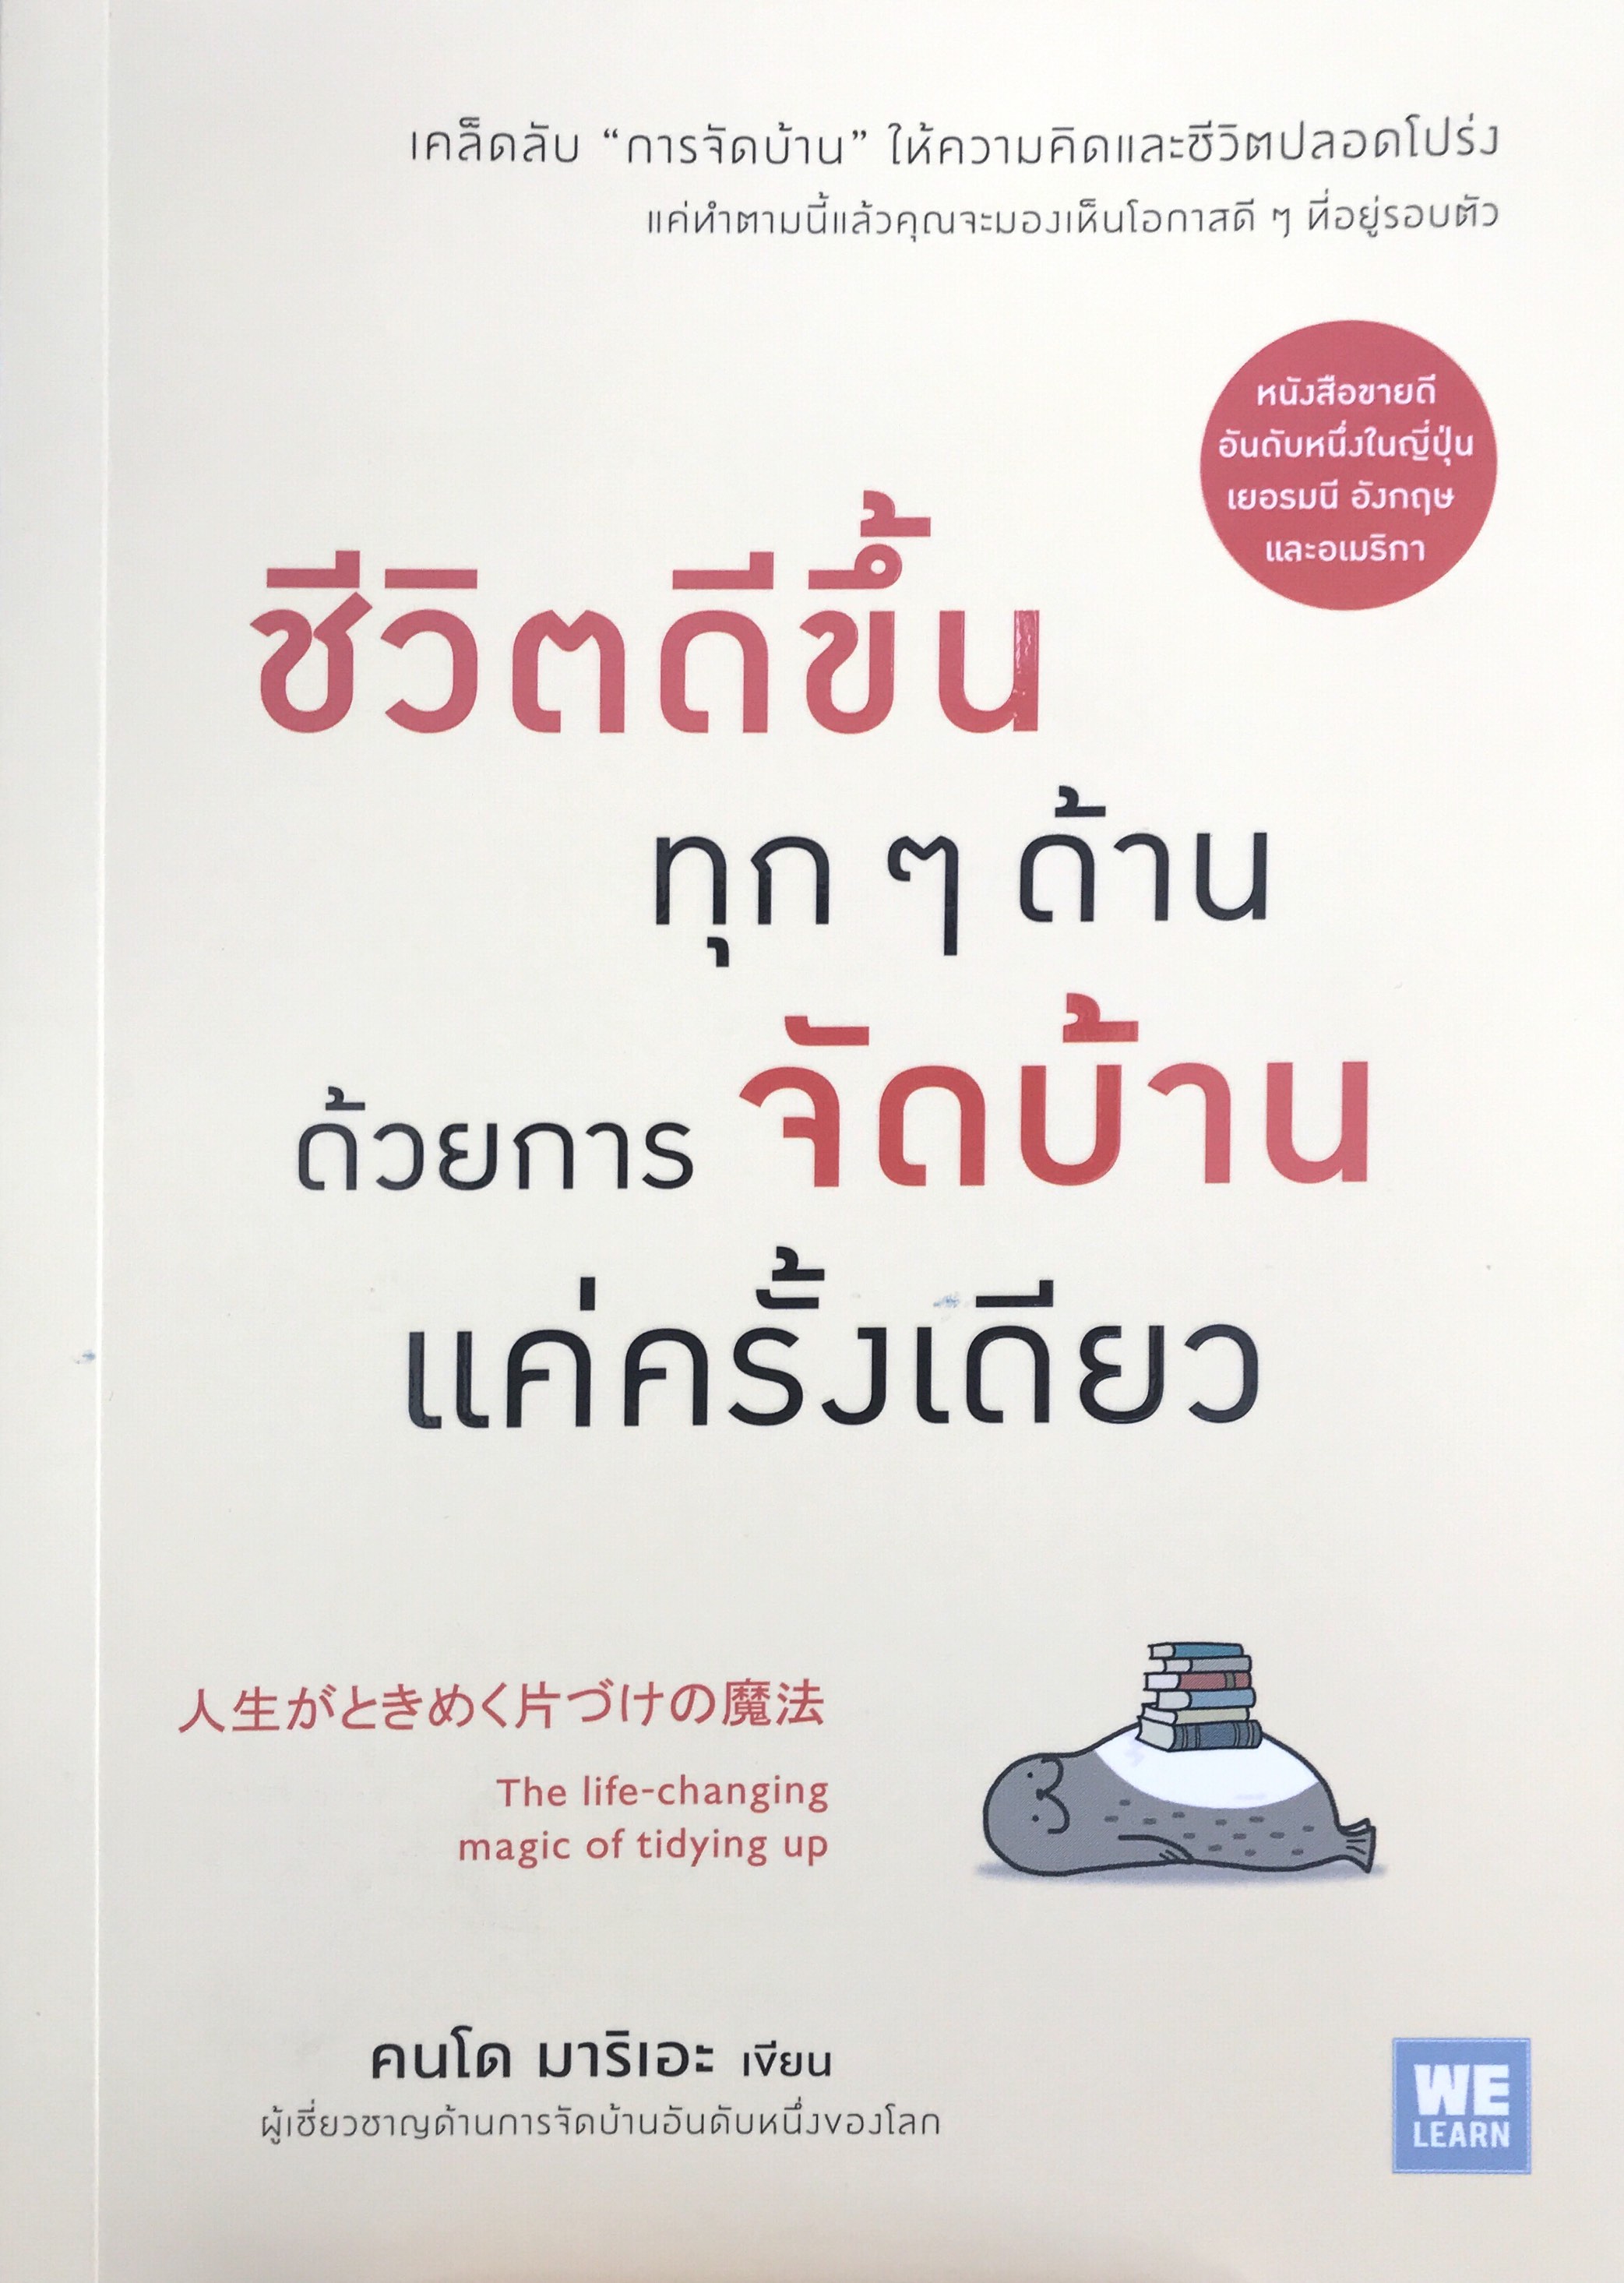 เคล็ดลับ “การจัดบ้าน” ให้ความคิดและชีวิตปลอดโปร่ง
แค่ทำตามนี้แล้วคุณจะมองเห็นโอกาสดี ๆ ที่อยู่รอบตัว
หนังสือขายดี
อันดับหนึ่งในญี่ปุ่น
เยอรมนี อังกฤษ
และอเมริกา
ชีวิตดีขึ้น
ทุก ๆ ด้าน
ด้วยการ จัดบ้าน
แค่ครั้งเดียว
人生がときめく片づけの魔法
The life-changing
magic of tidying up
คนโด มาริเอะ เขียน
ผู้เชี่ยวชาญด้านการจัดบ้านอันดับหนึ่งของโลก
WE
LEARN